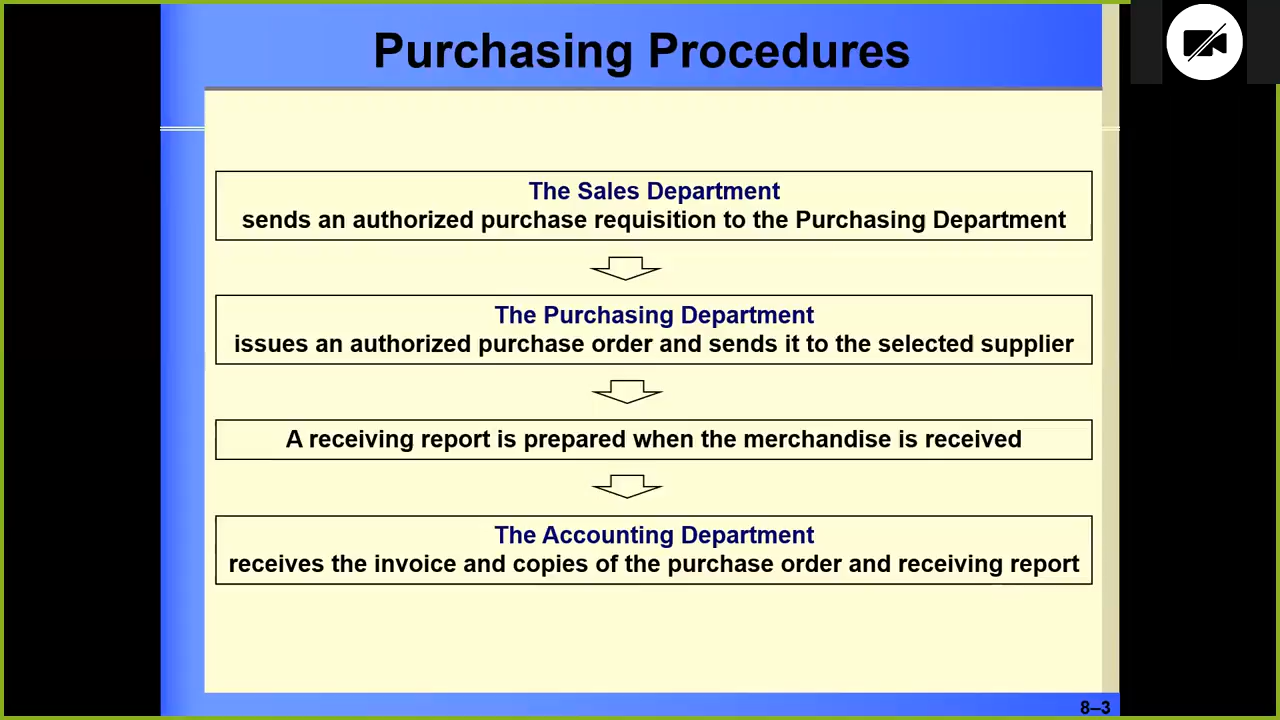 Purchasing Procedures
The Sales Department
sends an authorized purchase requisition to the Purchasing Department
The Purchasing Department
issues an authorized purchase order and sends it to the selected supplier
A receiving report is prepared when the merchandise is received
The Accounting Department
receives the invoice and copies of the purchase order and receiving report
8–3